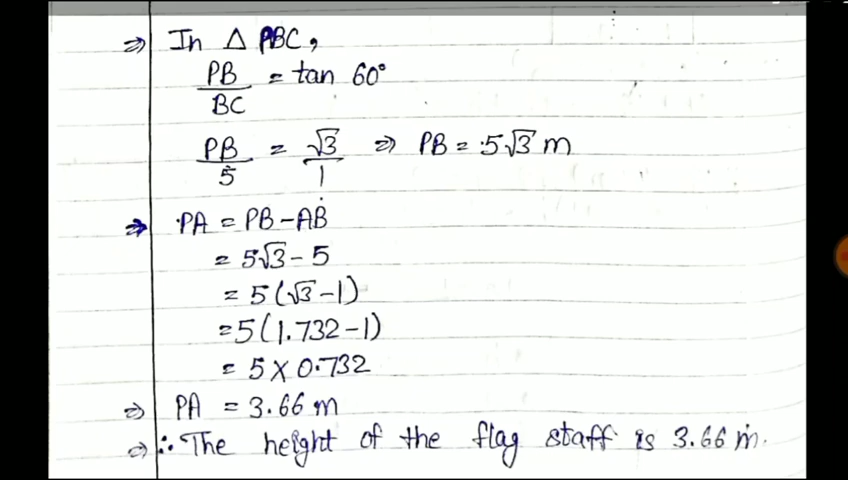 ⇒ In △ PBC,
PB/BC = tan 60°
PB/5 = √3/1 ⇒ PB = 5√3 m
⇒ PA = PB - AB
= 5√3 - 5
= 5(√3 - 1)
= 5(1.732 - 1)
= 5 × 0.732
⇒ PA = 3.66 m
⇒ ∴ The height of the flag staff is 3.66 m.